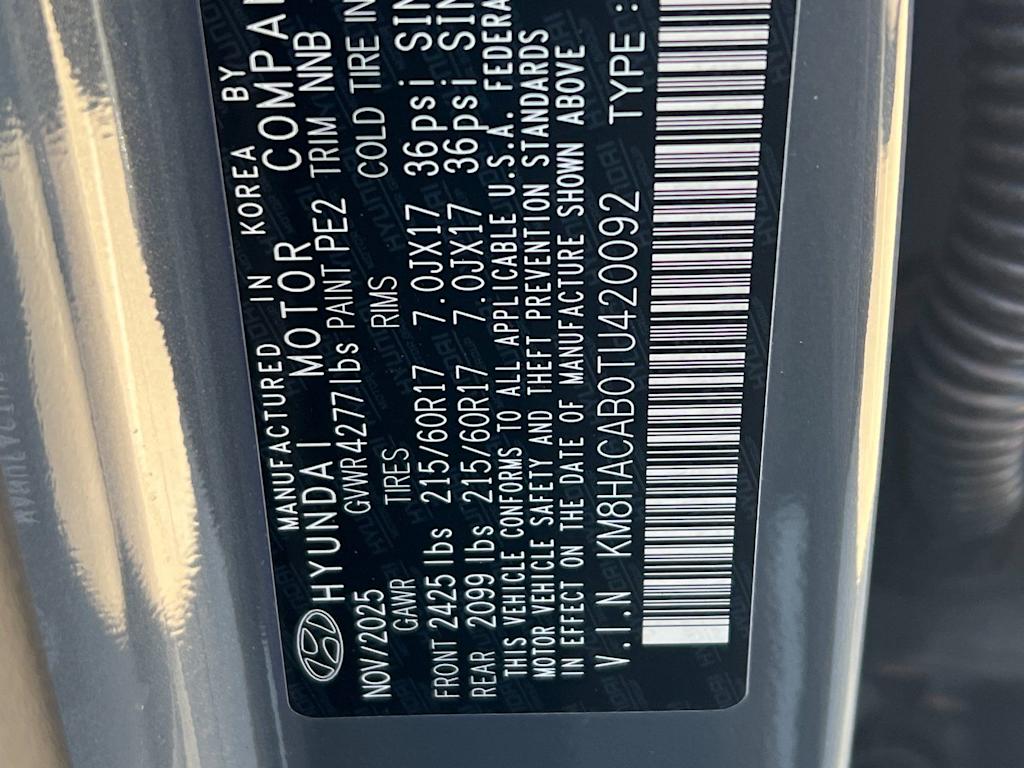 MANUFACTURED IN KOREA BY
HYUNDAI MOTOR COMPA
NOV/2025 GVWR 4277 lbs PAINT PE2 TRIM NNB
GAWR TIRES RIMS COLD TIRE IN
FRONT 2425 lbs 215/60R17 7.0JX17 36psi SIN
REAR 2099 lbs 215/60R17 7.0JX17 36psi SIN
THIS VEHICLE CONFORMS TO ALL APPLICABLE U.S.A. FEDERA
MOTOR VEHICLE SAFETY AND THEFT PREVENTION STANDARDS
IN EFFECT ON THE DATE OF MANUFACTURE SHOWN ABOVE
V.I.N KM8HACAB0TU420092 TYPE: